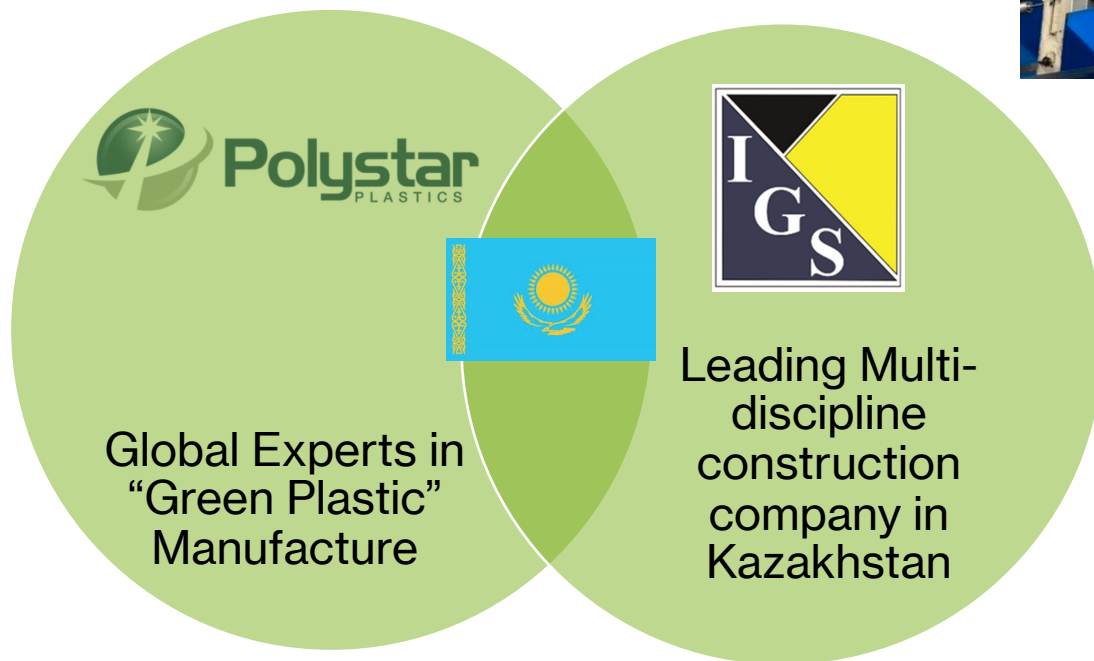 Polystar
PLASTICS
Global Experts in
“Green Plastic”
Manufacture
I
G
S
Leading Multi-
discipline
construction
company in
Kazakhstan